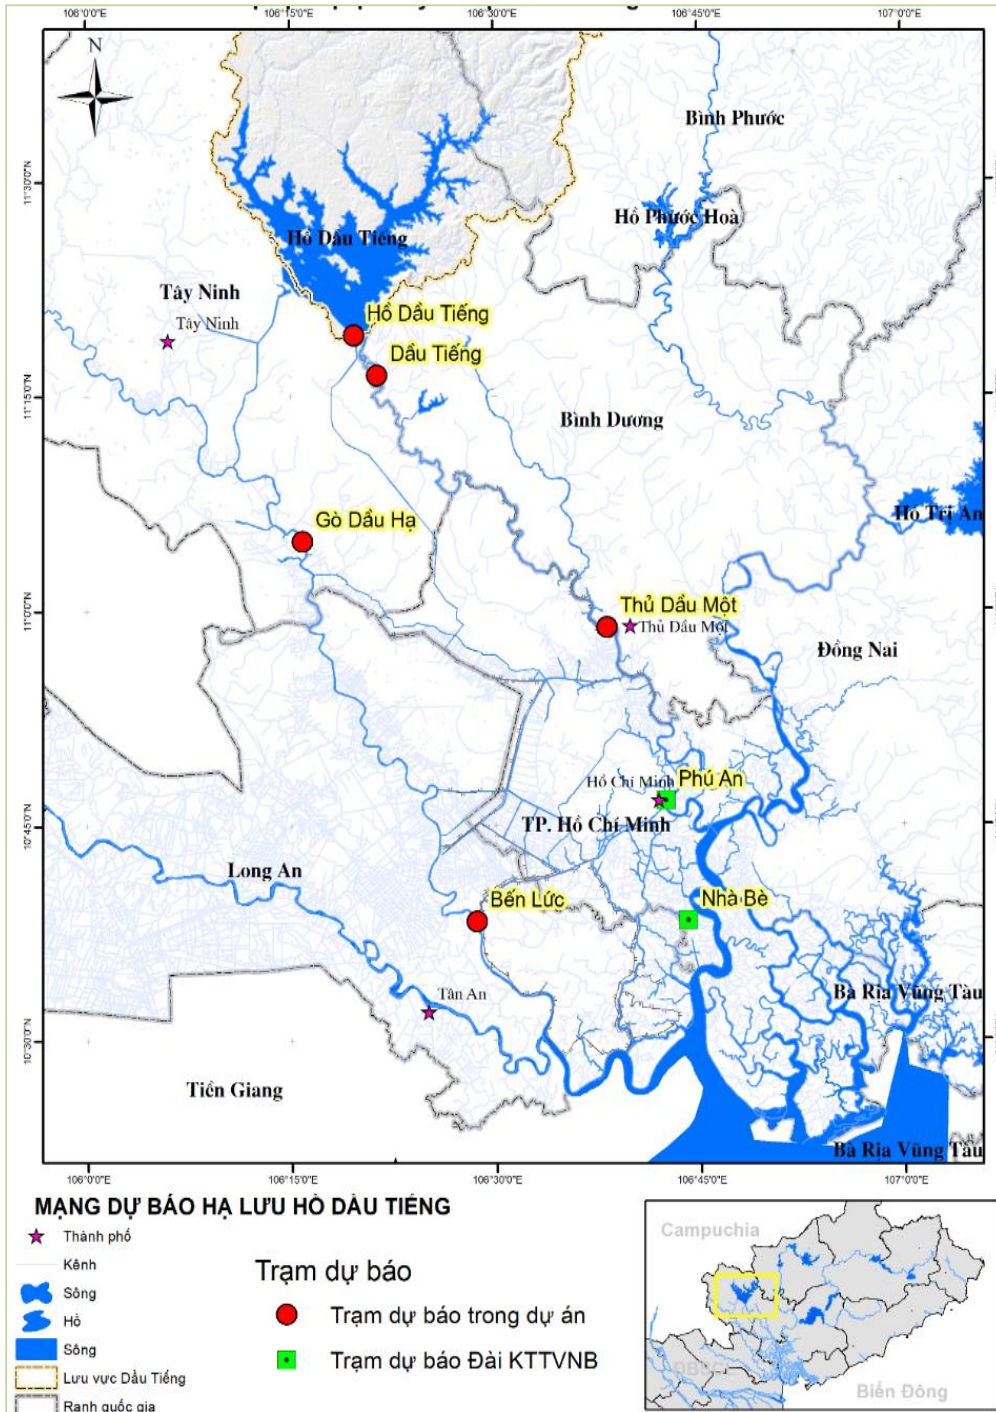 106°0'0"E 106°15'0"E 106°30'0"E 106°45'0"E 107°0'0"E
N
Bình Phước
11°30'0"N
Hồ Phước Hoà
Hồ Dầu Tiếng
Tây Ninh
Tây Ninh
Hồ Dầu Tiếng
Dầu Tiếng
11°15'0"N
Bình Dương
Hồ Trị An
Gò Dầu Hạ
Thủ Dầu Một
Thủ Dầu Một
11°0'0"N
Đồng Nai
Phú An
Hồ Chí Minh
TP. Hồ Chí Minh
10°45'0"N
Long An
Bến Lức
Nhà Bè
Tân An
Bà Rịa Vũng Tàu
10°30'0"N
Tiền Giang
Bà Rịa Vũng Tàu
106°0'0"E 106°15'0"E 106°30'0"E 106°45'0"E 107°0'0"E
MẠNG DỰ BÁO HẠ LƯU HỒ DẦU TIẾNG
Thành phố
Kênh
Sông
Hồ
Sông
Lưu vực Dầu Tiếng
Ranh quốc gia
Trạm dự báo
Trạm dự báo trong dự án
Trạm dự báo Đài KTTVNB
Campuchia
Biển Đông